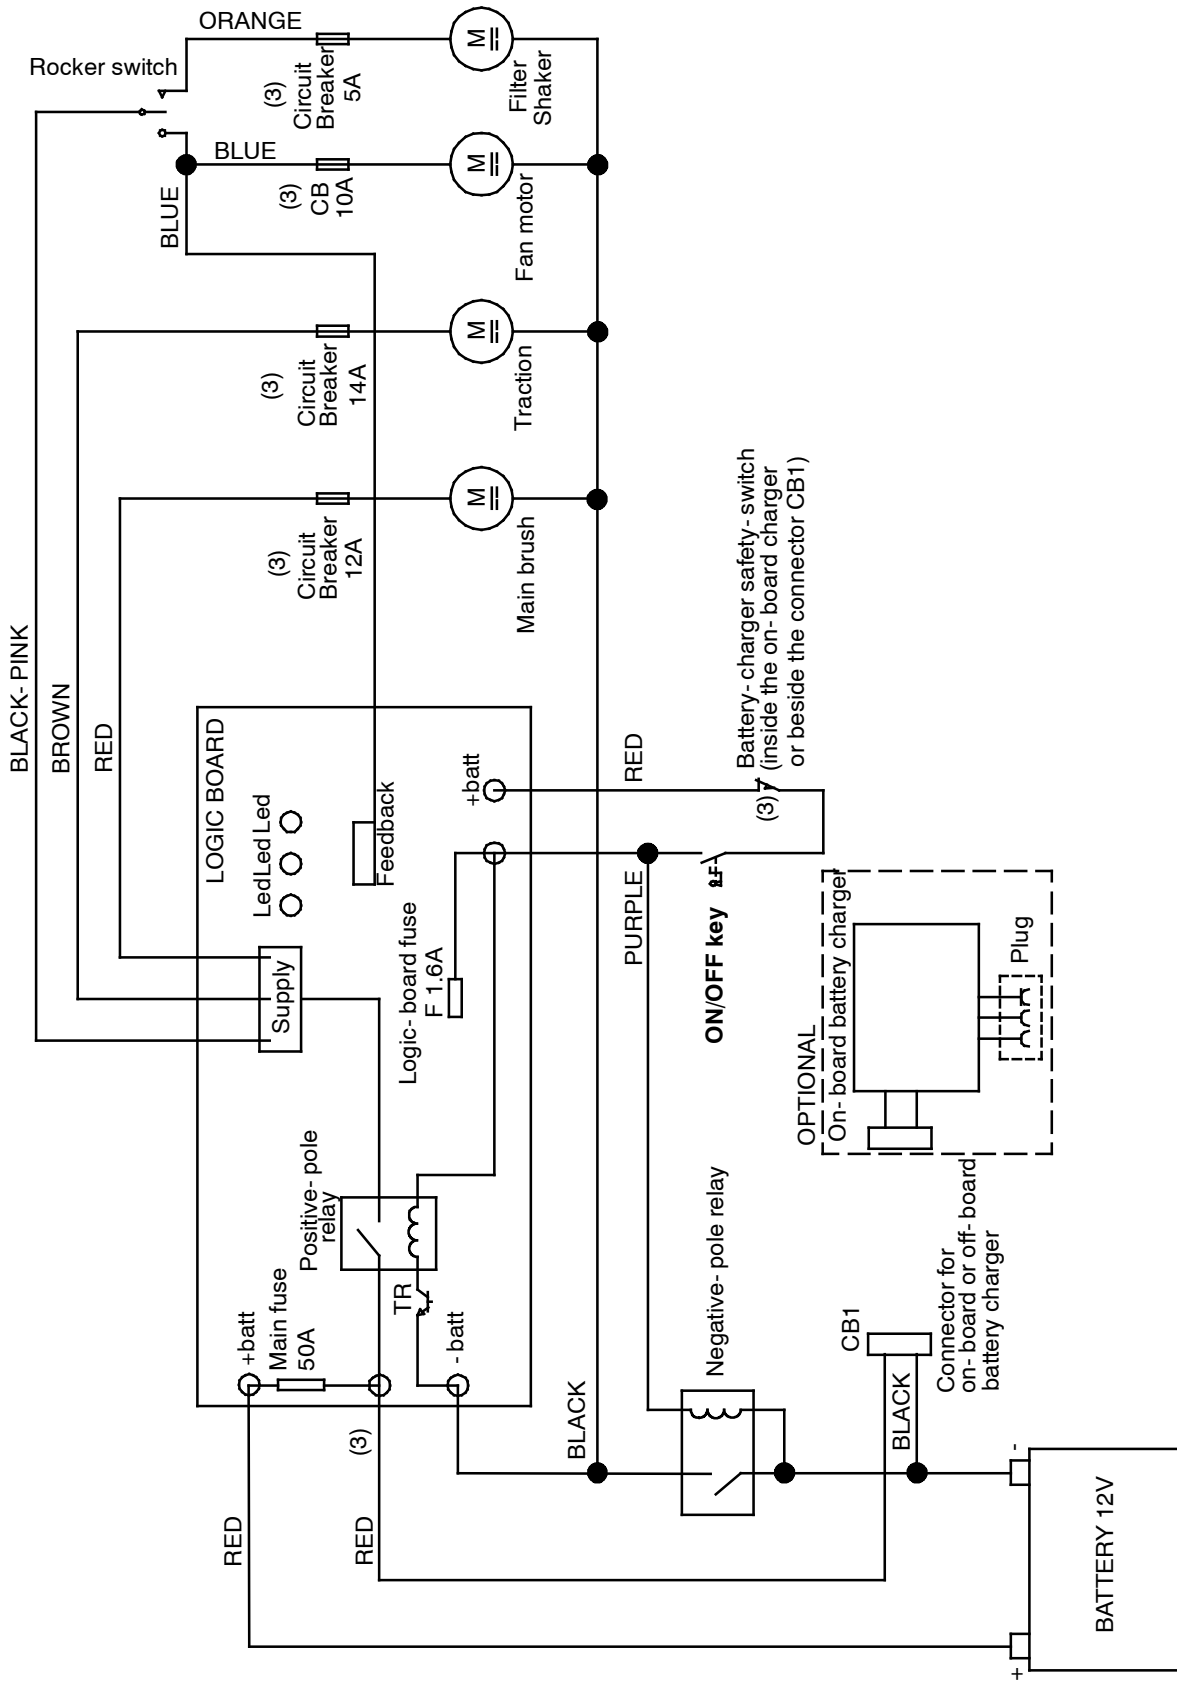 ORANGE
Rocker switch
(3)
Circuit
Breaker
5A
M
Filter
Shaker
BLUE
(3)
CB
10A
M
Fan motor
BLUE
(3)
Circuit
Breaker
14A
M
Traction
(3)
Circuit
Breaker
12A
M
Main brush
BLACK- PINK
BROWN
RED
LOGIC BOARD
Led Led Led
Supply
Feedback
+batt
RED
Battery- charger safety- switch
(inside the on- board charger
or beside the connector CB1)
(3)
Logic- board fuse
F 1.6A
PURPLE
ON/OFF key
OPTIONAL
On- board battery charger
Plug
Positive- pole
relay
TR
+batt
Main fuse
50A
- batt
Negative- pole relay
CB1
Connector for
on- board or off- board
battery charger
(3)
BLACK
BLACK
RED
RED
-
+
BATTERY 12V